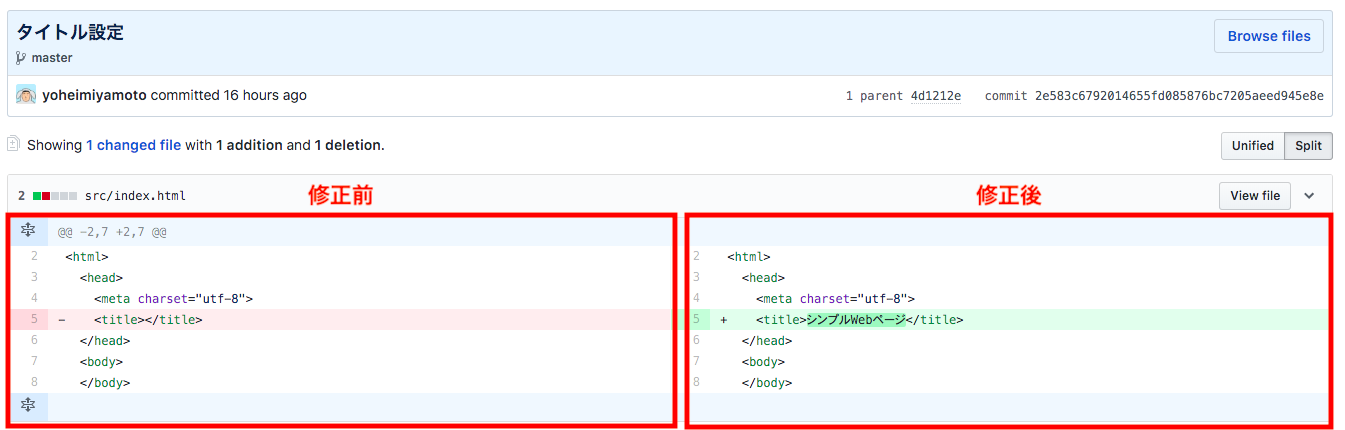 タイトル設定
Browse files
master
yoheimiyamoto committed 16 hours ago
1 parent 4d1212e commit 2e583c6792014655fd085876bc7205aeed945e8e
Showing 1 changed file with 1 addition and 1 deletion.
Unified Split
2 src/index.html
修正前
修正後
View file
@@ -2,7 +2,7 @@
2 <html>
3 <head>
4 <meta charset="utf-8">
5 - <title></title>
6 </head>
7 <body>
8 </body>
2 <html>
3 <head>
4 <meta charset="utf-8">
5 + <title>シンプルWebページ</title>
6 </head>
7 <body>
8 </body>